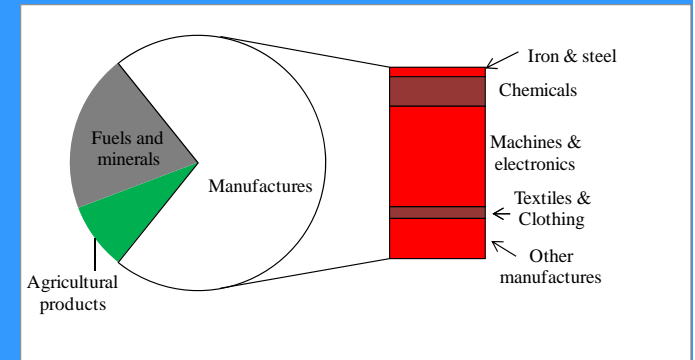 Fuels and
minerals
Manufactures
Agricultural
products
Iron & steel
Chemicals
Machines &
electronics
Textiles &
Clothing
Other
manufactures